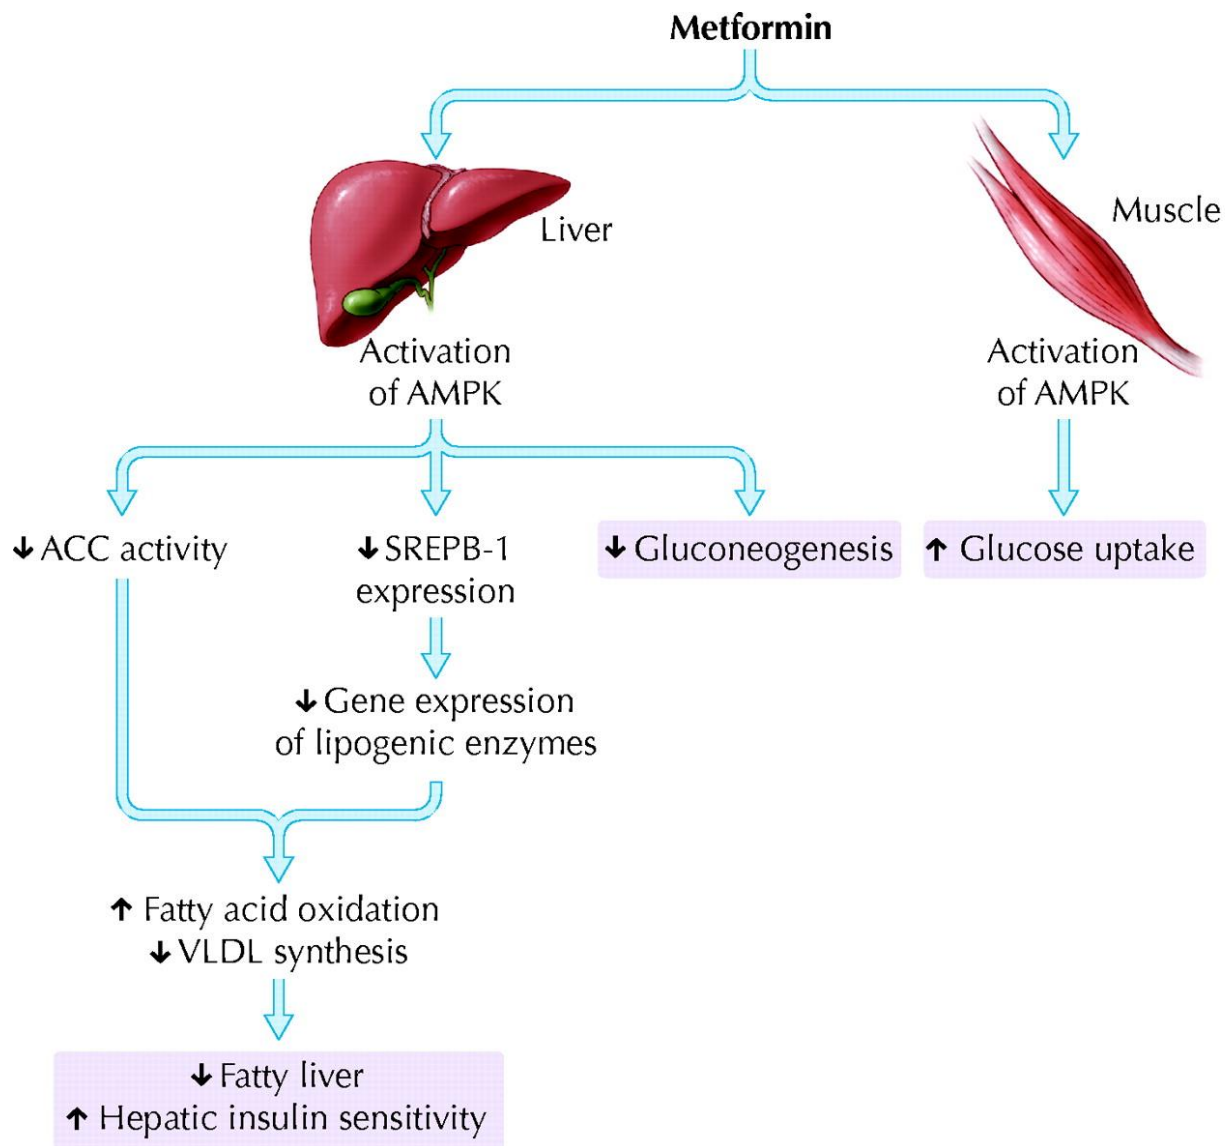 Metformin
Liver
Muscle
Activation
of AMPK
Activation
of AMPK
↓ ACC activity
↓ SREPB-1
expression
↓ Gluconeogenesis
↑ Glucose uptake
↓ Gene expression
of lipogenic enzymes
↑ Fatty acid oxidation
↓ VLDL synthesis
↓ Fatty liver
↑ Hepatic insulin sensitivity